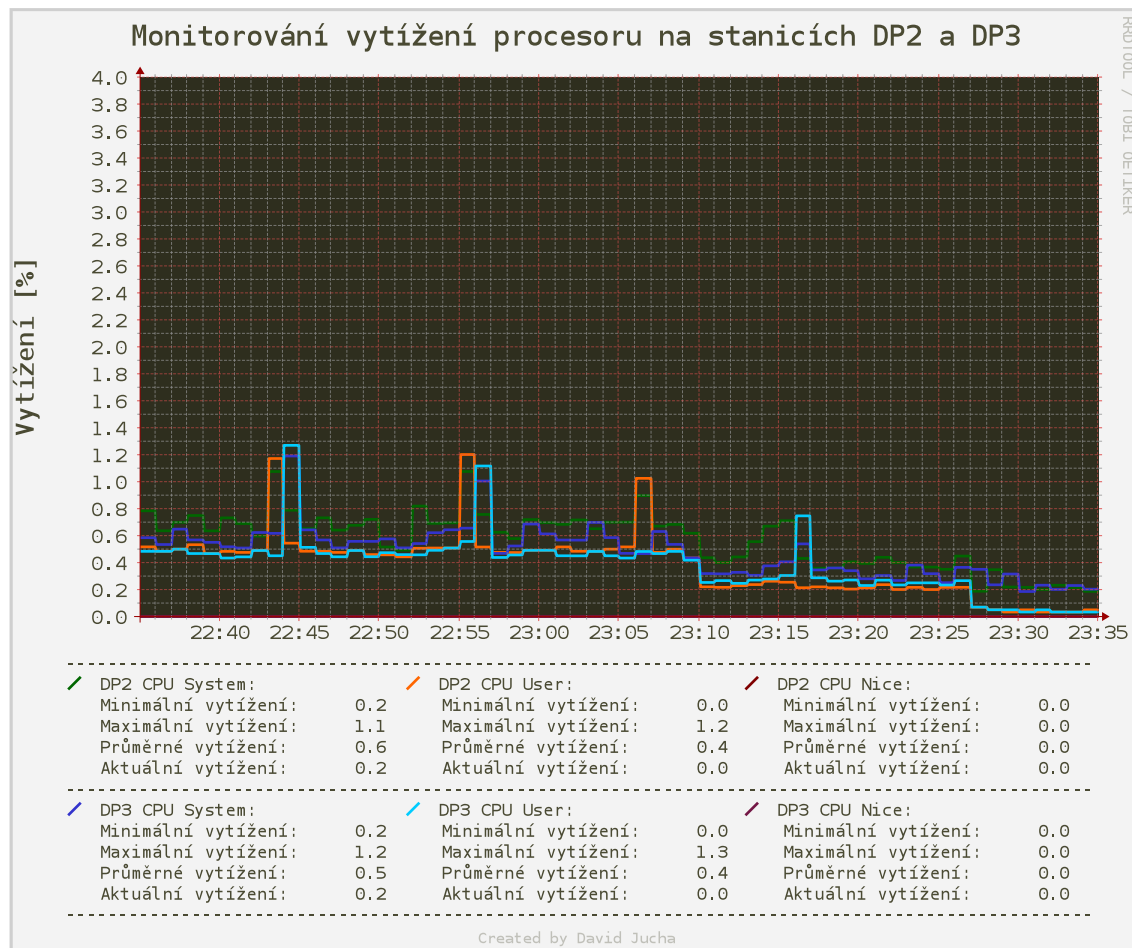 Monitorování vytížení procesoru na stanicích DP2 a DP3
RRDTOOL / TOBI OETIKER
Vytížení [%]
4.0
3.8
3.6
3.4
3.2
3.0
2.8
2.6
2.4
2.2
2.0
1.8
1.6
1.4
1.2
1.0
0.8
0.6
0.4
0.2
0.0
22:40 22:45 22:50 22:55 23:00 23:05 23:10 23:15 23:20 23:25 23:30 23:35
DP2 CPU System: DP2 CPU User: DP2 CPU Nice:
Minimální vytížení: 0.2 Minimální vytížení: 0.0 Minimální vytížení: 0.0
Maximální vytížení: 1.1 Maximální vytížení: 1.2 Maximální vytížení: 0.0
Průměrné vytížení: 0.6 Průměrné vytížení: 0.4 Průměrné vytížení: 0.0
Aktuální vytížení: 0.2 Aktuální vytížení: 0.0 Aktuální vytížení: 0.0
DP3 CPU System: DP3 CPU User: DP3 CPU Nice:
Minimální vytížení: 0.2 Minimální vytížení: 0.0 Minimální vytížení: 0.0
Maximální vytížení: 1.2 Maximální vytížení: 1.3 Maximální vytížení: 0.0
Průměrné vytížení: 0.5 Průměrné vytížení: 0.4 Průměrné vytížení: 0.0
Aktuální vytížení: 0.2 Aktuální vytížení: 0.0 Aktuální vytížení: 0.0
Created by David Jucha